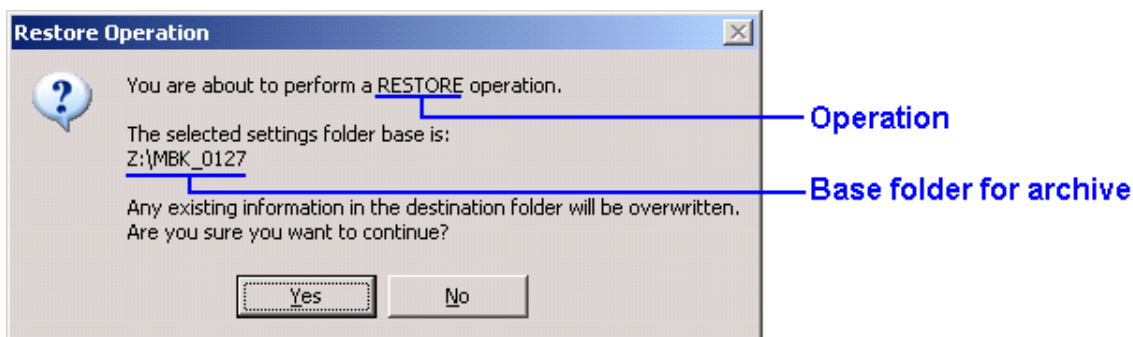 Restore Operation
You are about to perform a RESTORE operation.
Operation
The selected settings folder base is:
Z:\MBK_0127
Base folder for archive
Any existing information in the destination folder will be overwritten.
Are you sure you want to continue?
Yes
No